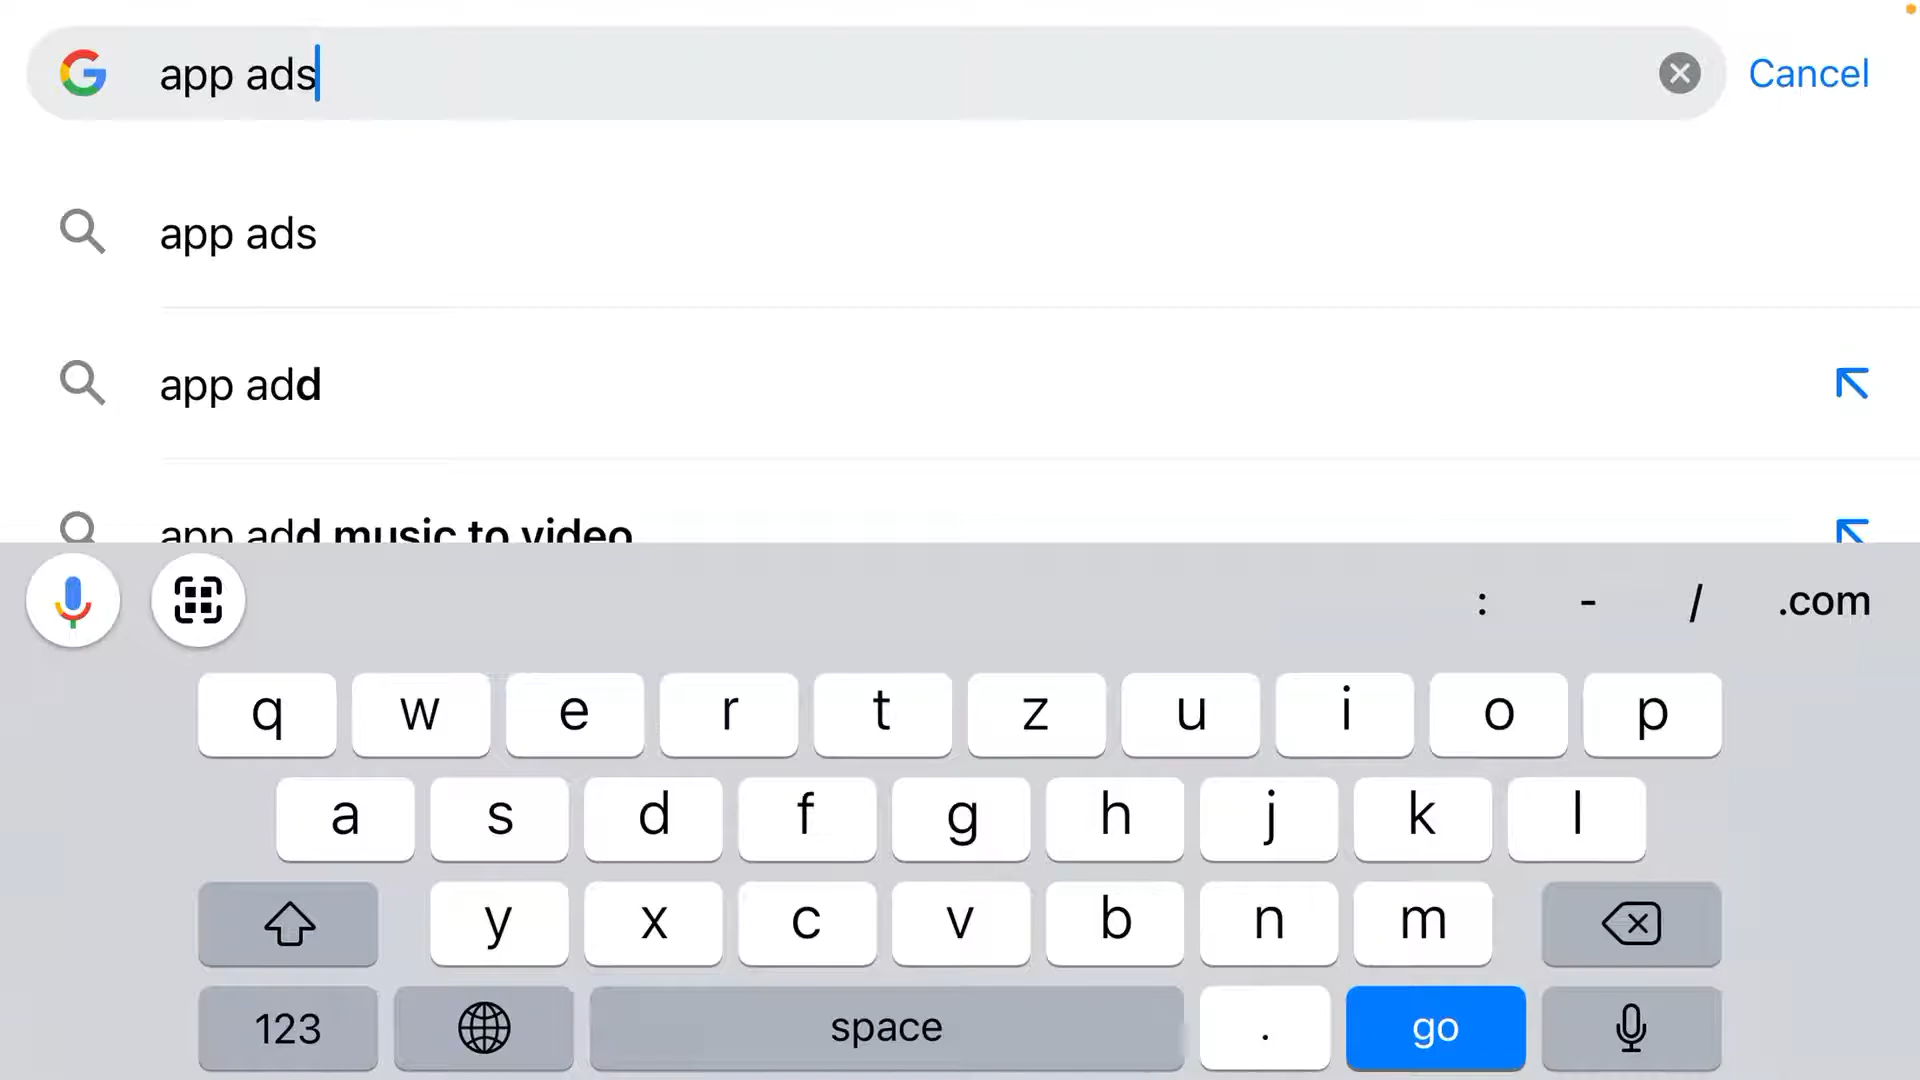 app ads
Cancel
app ads
app add
app add music to video
: - / .com
q w e r t z u i o p
a s d f g h j k l
y x c v b n m
123 space . go